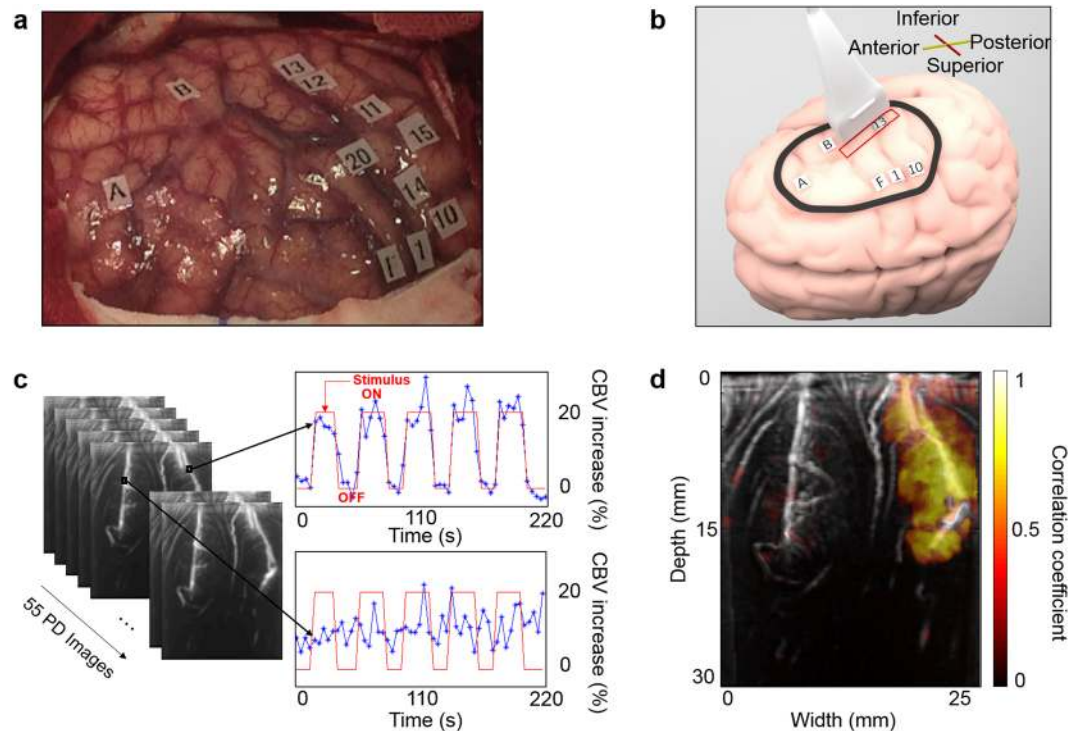 a
B
13
12
11
15
20
14
A
10
1
F
b
Inferior
Anterior
Posterior
Superior
13
B
A
F
1
10
c
Stimulus
ON
OFF
20
0
CBV increase (%)
0
110
220
Time (s)
20
0
CBV increase (%)
0
110
220
Time (s)
...
55 PD Images
d
0
15
30
Depth (mm)
0
25
Width (mm)
1
0.5
0
Correlation coefficient